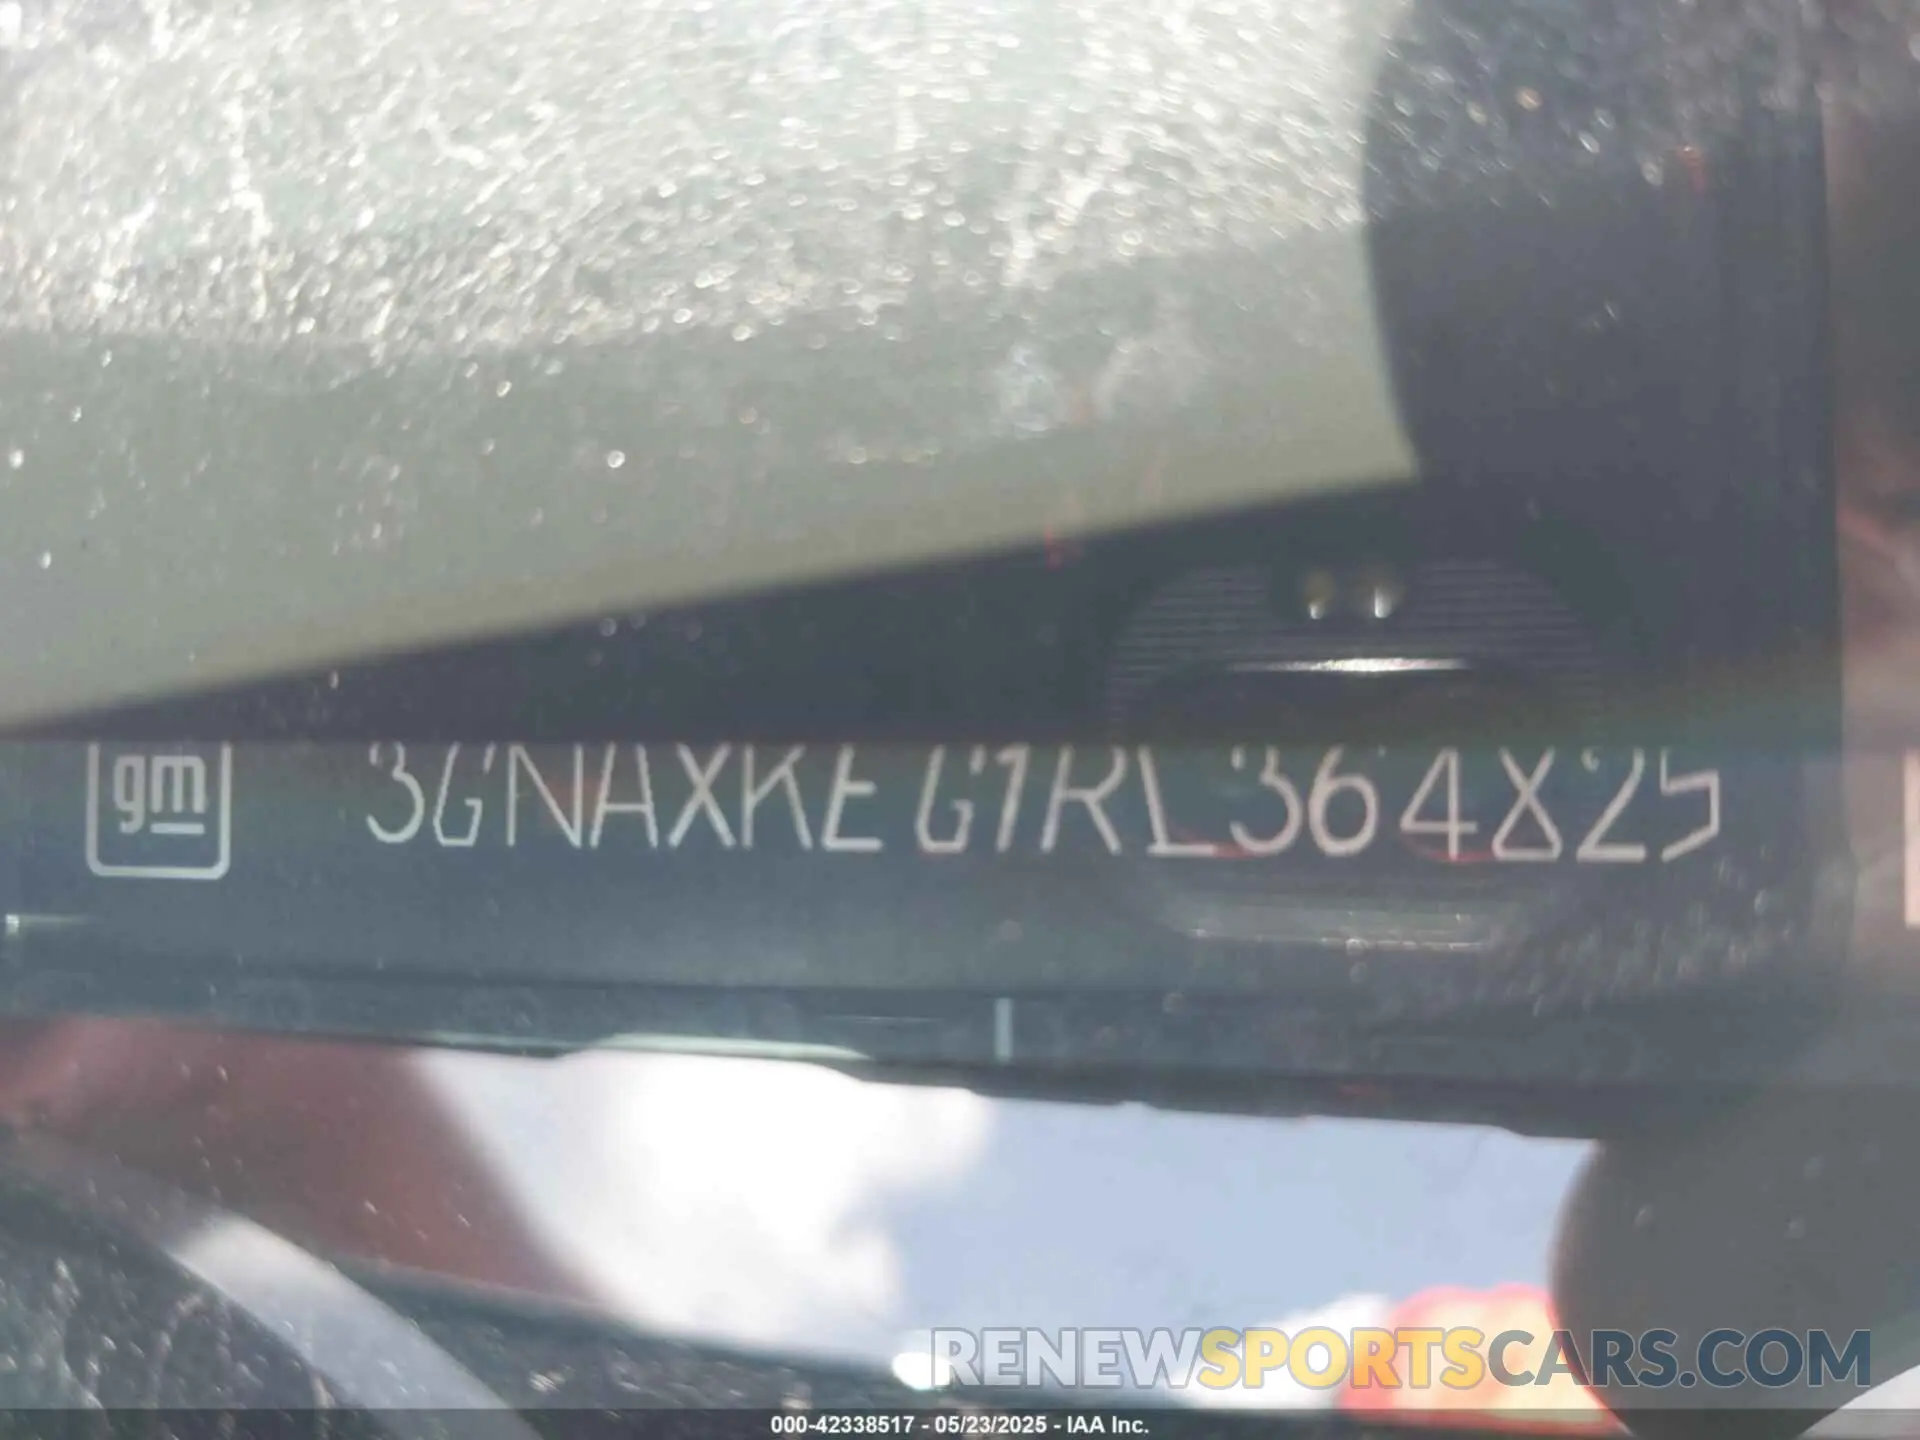 gm 3GNAXKEG1RL364825
RENEWSPORTSCARS.COM
000-42338517 - 05/23/2025 - IAA Inc.